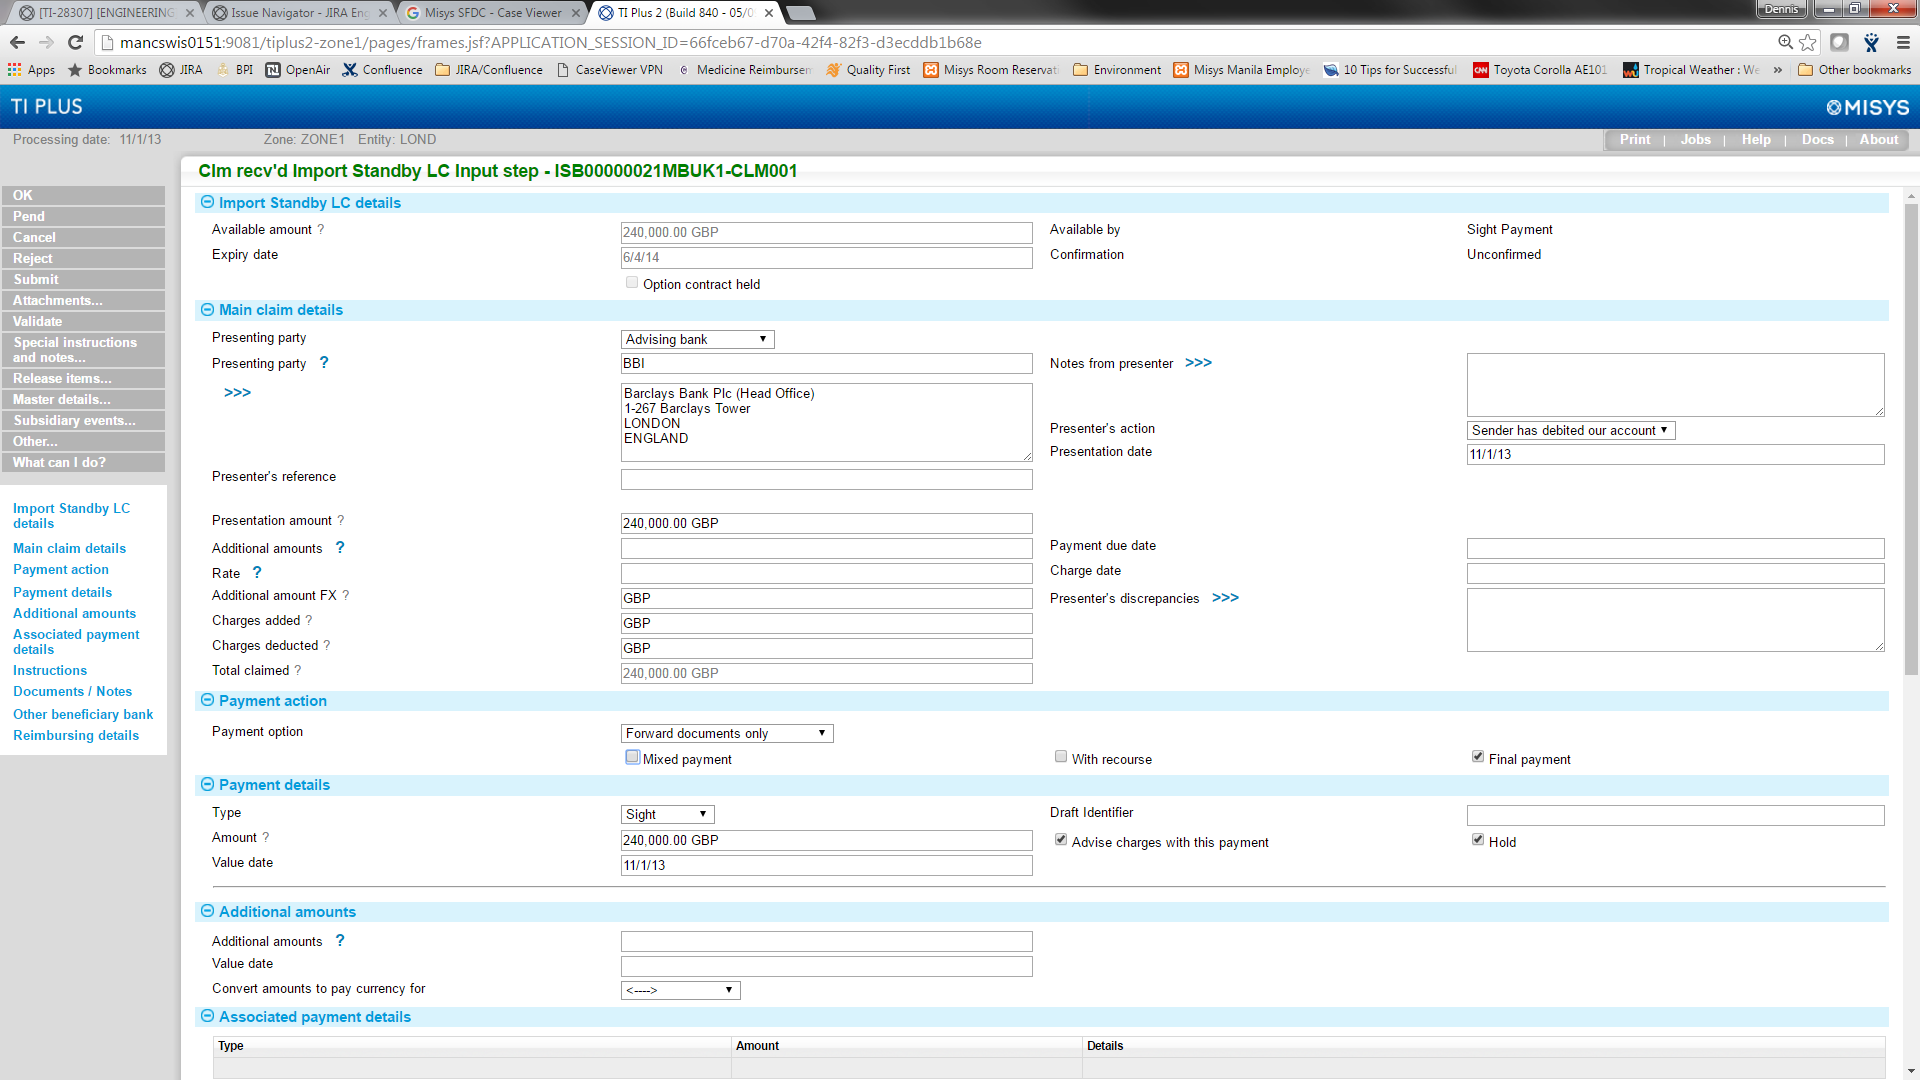 [TI-28307] [ENGINEERING
Issue Navigator - JIRA Eng
Misys SFDC - Case Viewer
TI Plus 2 (Build 840 - 05/0
Dennis
mancswis0151:9081/tiplus2-zone1/pages/frames.jsf?APPLICATION_SESSION_ID=66fceb67-d70a-42f4-82f3-d3ecddb1b68e
Apps
Bookmarks
JIRA
BPI
OpenAir
Confluence
JIRA/Confluence
CaseViewer VPN
Medicine Reimbursem
Quality First
Misys Room Reservati
Environment
Misys Manila Employe
10 Tips for Successful
Toyota Corolla AE101
Tropical Weather : We
»
Other bookmarks
TI PLUS
MISYS
Processing date: 11/1/13
Zone: ZONE1 Entity: LOND
Print | Jobs | Help | Docs | About
Clm recv'd Import Standby LC Input step - ISB00000021MBUK1-CLM001
OK
Pend
Cancel
Reject
Submit
Attachments...
Validate
Special instructions
and notes...
Release items...
Master details...
Subsidiary events...
Other...
What can I do?
Import Standby LC
details
Main claim details
Payment action
Payment details
Additional amounts
Associated payment
details
Instructions
Documents / Notes
Other beneficiary bank
Reimbursing details
Import Standby LC details
Available amount ? 240,000.00 GBP Available by Sight Payment
Expiry date 6/4/14 Confirmation Unconfirmed
Option contract held
Main claim details
Presenting party Advising bank
Presenting party ? BBI Notes from presenter >>>
>>> Barclays Bank Plc (Head Office)
1-267 Barclays Tower
LONDON
ENGLAND
Presenter's action Sender has debited our account
Presentation date 11/1/13
Presenter's reference
Presentation amount ? 240,000.00 GBP
Additional amounts ? Payment due date
Rate ? Charge date
Additional amount FX ? GBP Presenter's discrepancies >>>
Charges added ? GBP
Charges deducted ? GBP
Total claimed ? 240,000.00 GBP
Payment action
Payment option Forward documents only
Mixed payment With recourse Final payment
Payment details
Type Sight Draft Identifier
Amount ? 240,000.00 GBP Advise charges with this payment Hold
Value date 11/1/13
Additional amounts
Additional amounts ?
Value date
Convert amounts to pay currency for <---->
Associated payment details
Type Amount Details